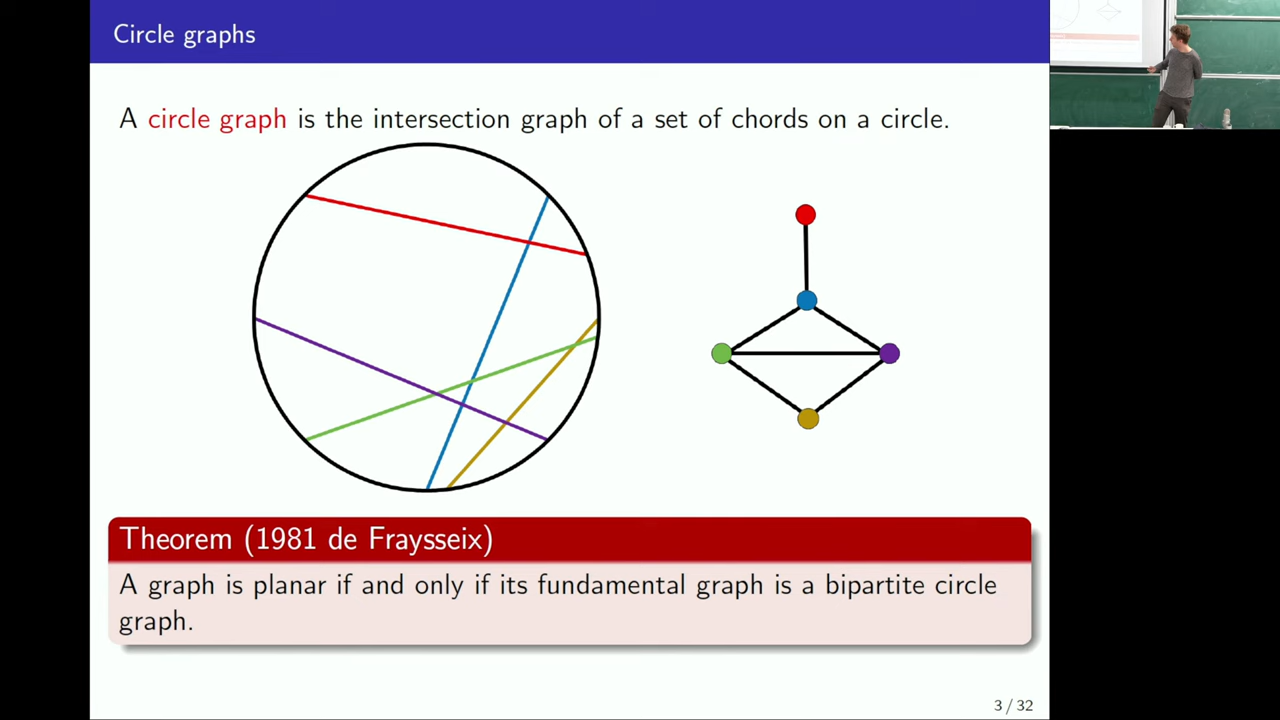 Circle graphs
A circle graph is the intersection graph of a set of chords on a circle.
Theorem (1981 de Fraysseix)
A graph is planar if and only if its fundamental graph is a bipartite circle
graph.
3 / 32